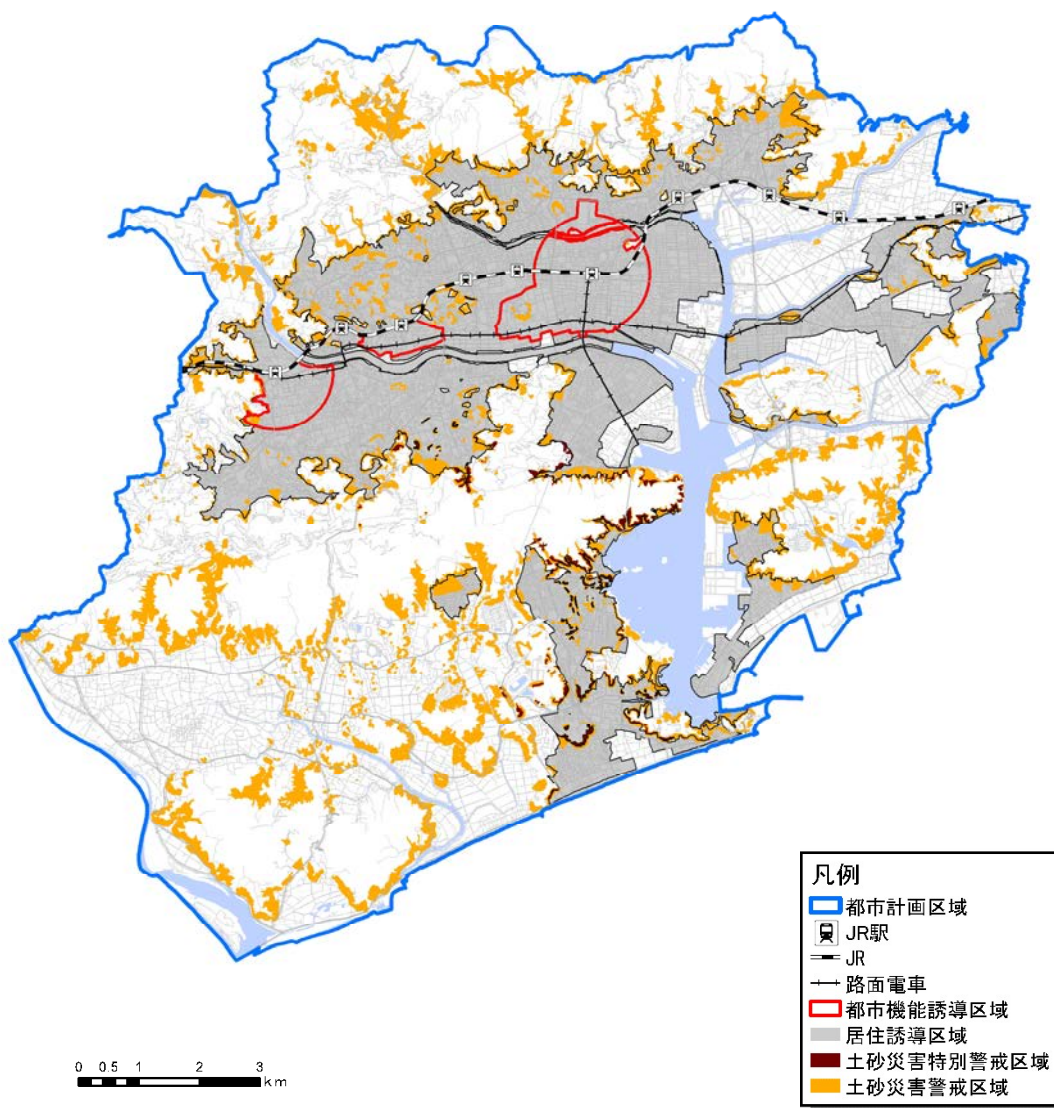 凡例
都市計画区域
JR駅
JR
路面電車
都市機能誘導区域
居住誘導区域
土砂災害特別警戒区域
土砂災害警戒区域
0 0.5 1 2 3
km